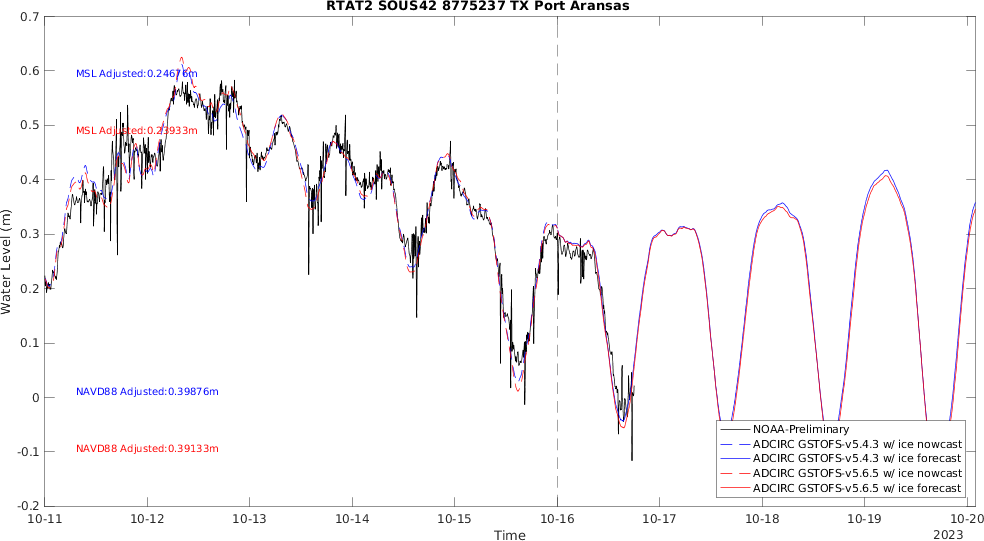 RTAT2 SOUS42 8775237 TX Port Aransas
0.7
0.6
0.5
0.4
0.3
0.2
0.1
0
-0.1
-0.2
Water Level (m)
MSL Adjusted:0.24676m
MSL Adjusted:0.23933m
NAVD88 Adjusted:0.39876m
NAVD88 Adjusted:0.39133m
NOAA-Preliminary
ADCIRC GSTOFS-v5.4.3 w/ ice nowcast
ADCIRC GSTOFS-v5.4.3 w/ ice forecast
ADCIRC GSTOFS-v5.6.5 w/ ice nowcast
ADCIRC GSTOFS-v5.6.5 w/ ice forecast
10-11 10-12 10-13 10-14 10-15 10-16 10-17 10-18 10-19 10-20
Time
2023